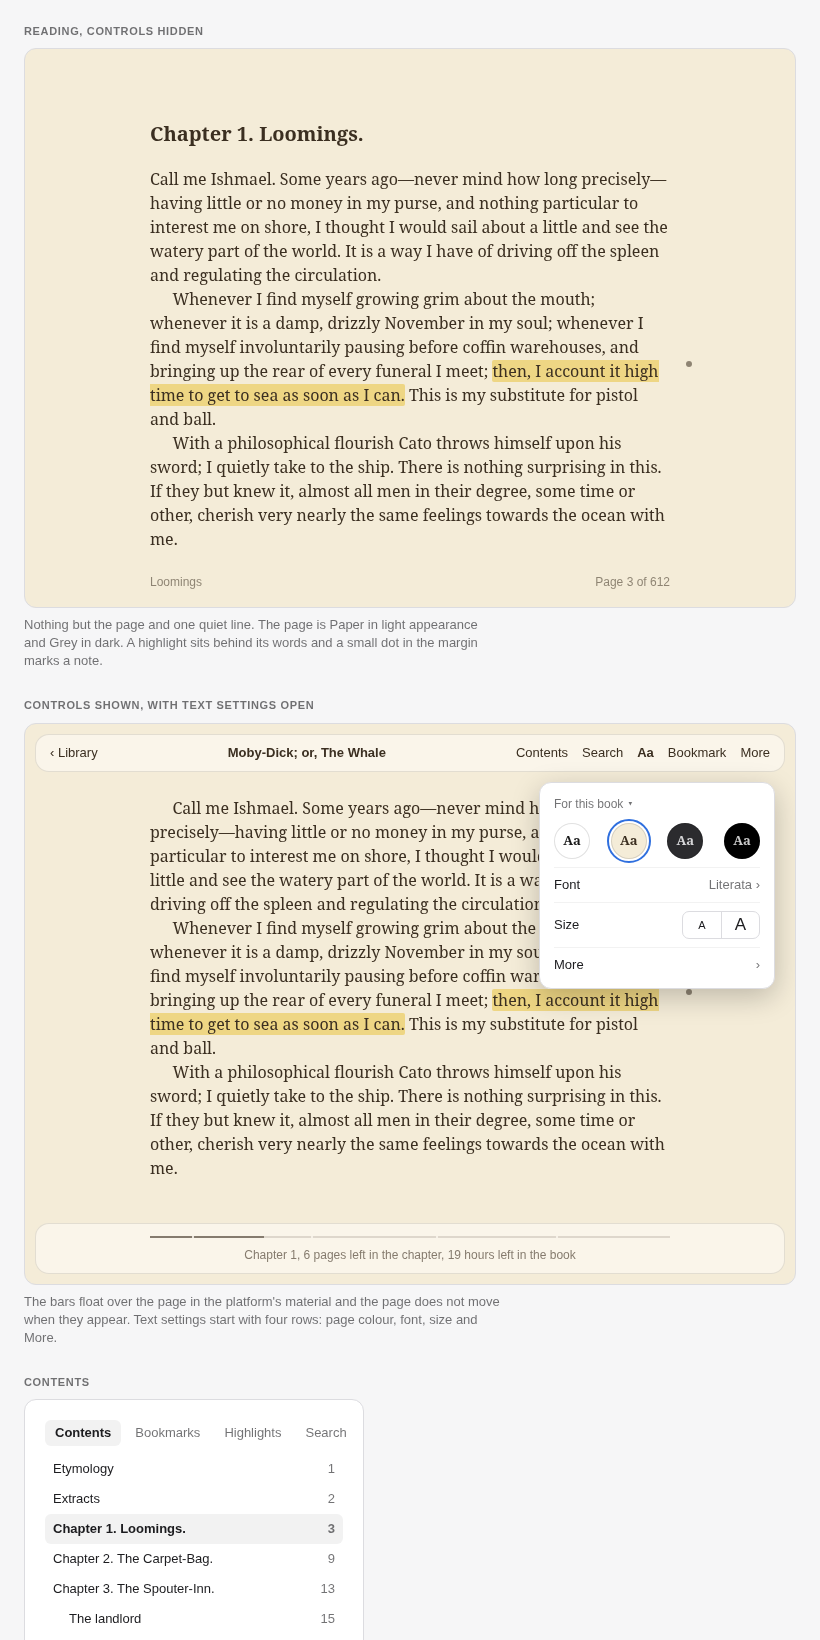 READING, CONTROLS HIDDEN
Chapter 1. Loomings.
Call me Ishmael. Some years ago—never mind how long precisely—
having little or no money in my purse, and nothing particular to
interest me on shore, I thought I would sail about a little and see the
watery part of the world. It is a way I have of driving off the spleen
and regulating the circulation.
Whenever I find myself growing grim about the mouth;
whenever it is a damp, drizzly November in my soul; whenever I
find myself involuntarily pausing before coffin warehouses, and
bringing up the rear of every funeral I meet; then, I account it high
time to get to sea as soon as I can. This is my substitute for pistol
and ball.
With a philosophical flourish Cato throws himself upon his
sword; I quietly take to the ship. There is nothing surprising in this.
If they but knew it, almost all men in their degree, some time or
other, cherish very nearly the same feelings towards the ocean with
me.
Loomings Page 3 of 612
Nothing but the page and one quiet line. The page is Paper in light appearance
and Grey in dark. A highlight sits behind its words and a small dot in the margin
marks a note.
CONTROLS SHOWN, WITH TEXT SETTINGS OPEN
‹ Library Moby-Dick; or, The Whale Contents Search Aa Bookmark More
Call me Ishmael. Some years ago—never mind h
precisely—having little or no money in my purse, a
particular to interest me on shore, I thought I woul
little and see the watery part of the world. It is a wa
driving off the spleen and regulating the circulation
Whenever I find myself growing grim about the
whenever it is a damp, drizzly November in my sou
find myself involuntarily pausing before coffin war
bringing up the rear of every funeral I meet; then, I account it high
time to get to sea as soon as I can. This is my substitute for pistol
and ball.
With a philosophical flourish Cato throws himself upon his
sword; I quietly take to the ship. There is nothing surprising in this.
If they but knew it, almost all men in their degree, some time or
other, cherish very nearly the same feelings towards the ocean with
me.
For this book ▾
Aa Aa Aa Aa
Font Literata ›
Size A A
More ›
Chapter 1, 6 pages left in the chapter, 19 hours left in the book
The bars float over the page in the platform's material and the page does not move
when they appear. Text settings start with four rows: page colour, font, size and
More.
CONTENTS
Contents Bookmarks Highlights Search
Etymology 1
Extracts 2
Chapter 1. Loomings. 3
Chapter 2. The Carpet-Bag. 9
Chapter 3. The Spouter-Inn. 13
The landlord 15